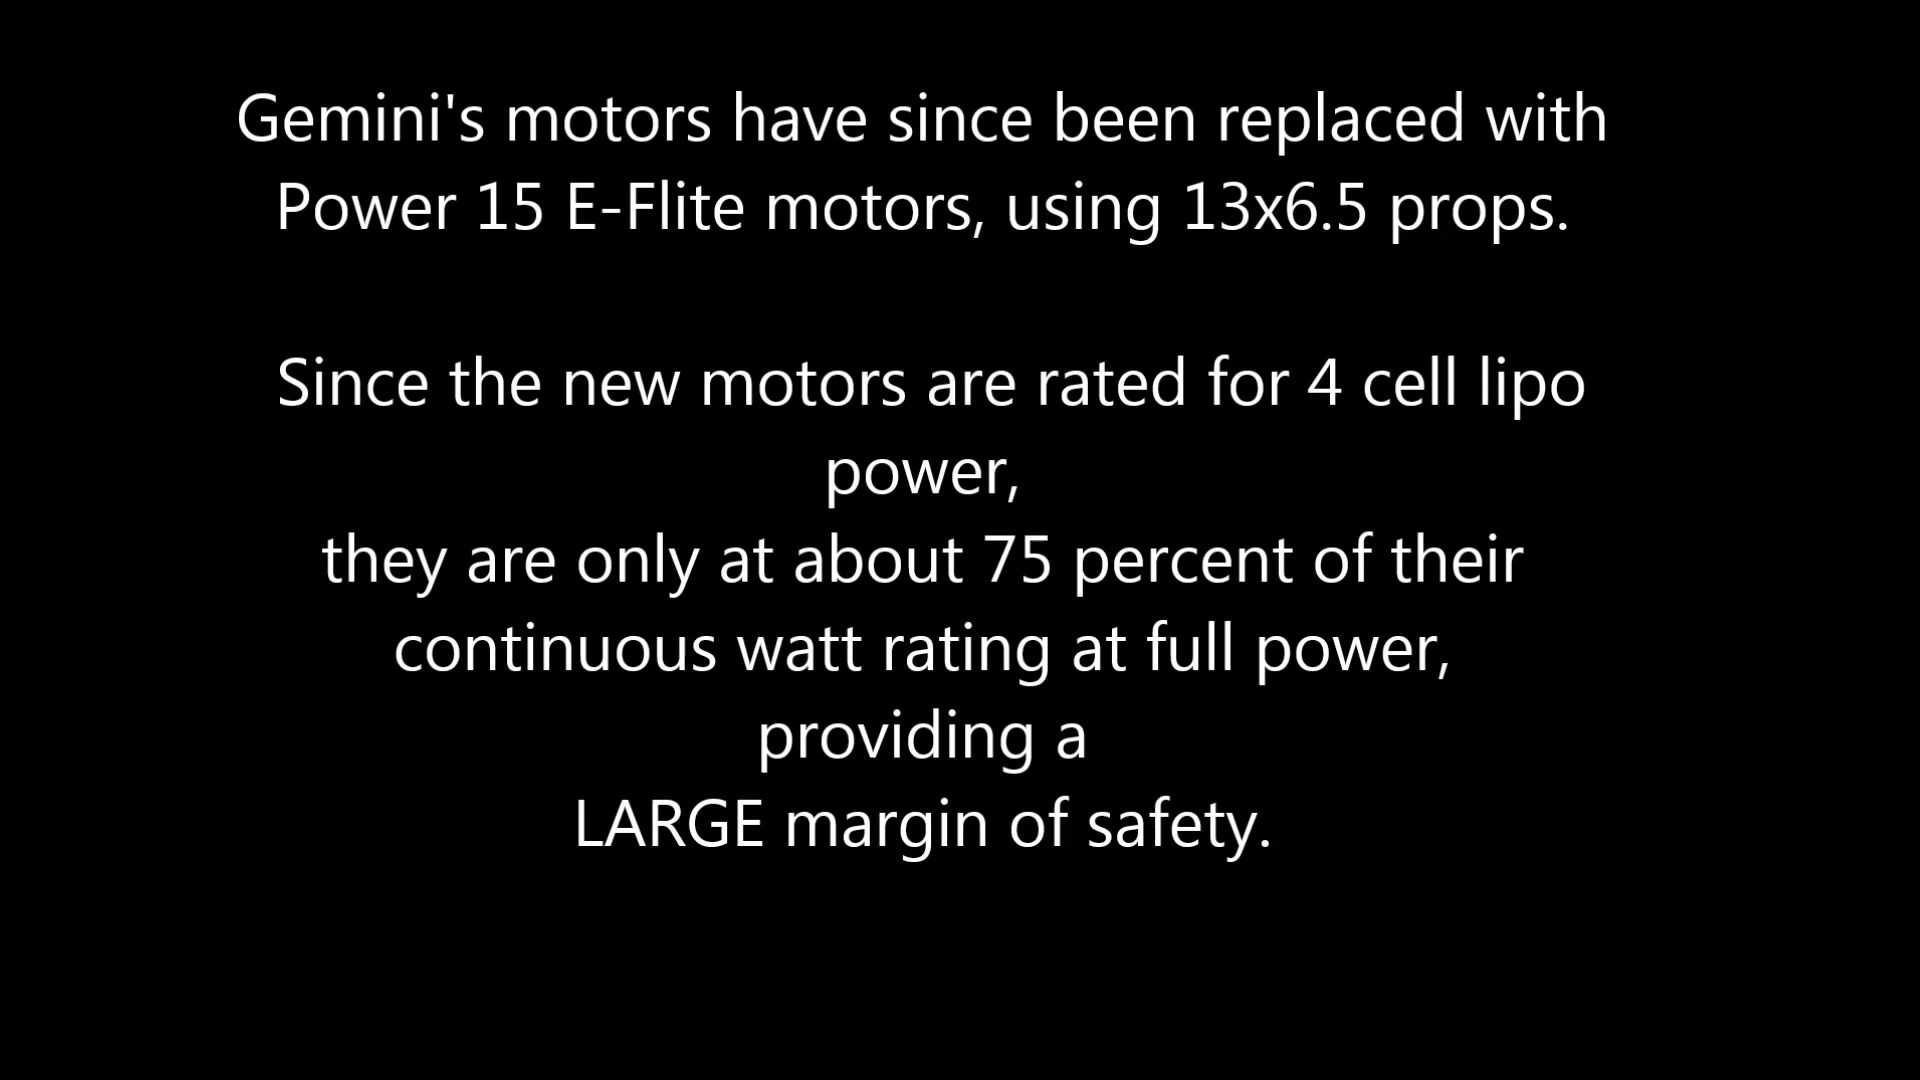 Gemini's motors have since been replaced with
Power 15 E-Flite motors, using 13x6.5 props.
Since the new motors are rated for 4 cell lipo
power,
they are only at about 75 percent of their
continuous watt rating at full power,
providing a
LARGE margin of safety.